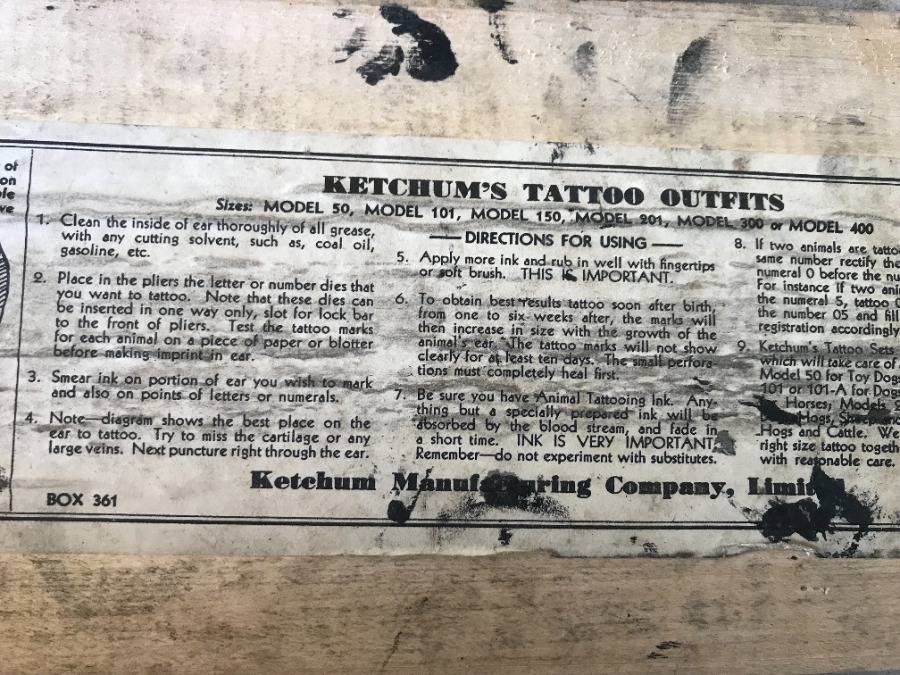 of
on
ve
KETCHUM'S TATTOO OUTFITS
Sizes: MODEL 50, MODEL 101, MODEL 150, MODEL 201, MODEL 300 or MODEL 400
DIRECTIONS FOR USING
1. Clean the inside of ear thoroughly of all grease,
with any cutting solvent, such as, coal oil,
gasoline, etc.
2. Place in the pliers the letter or number dies that
you want to tattoo. Note that these dies can
be inserted in one way only, slot for lock bar
to the front of pliers. Test the tattoo marks
for each animal on a piece of paper or blotter
before making imprint in ear.
3. Smear ink on portion of ear you wish to mark
and also on points of letters or numerals.
4. Note—diagram shows the best place on the
ear to tattoo. Try to miss the cartilage or any
large veins. Next puncture right through the ear.
5. Apply more ink and rub in well with fingertips
or soft brush. THIS IS IMPORTANT.
6. To obtain best results tattoo soon after birth,
from one to six weeks after, the marks will
then increase in size with the growth of the
animal's ear. The tattoo marks will not show
clearly for at least ten days. The small perfora-
tions must completely heal first.
7. Be sure you have Animal Tattooing Ink. Any-
thing but a specially prepared ink will be
absorbed by the blood stream, and fade in
a short time. INK IS VERY IMPORTANT.
Remember—do not experiment with substitutes.
8. If two animals are tatto
same number rectify the
numeral 0 before the nu
For instance if two ani
the numeral 5, tattoo 0
the number 05 and fill
registration accordingly
9. Ketchum's Tattoo Sets
which will take care of
Model 50 for Toy Dogs
101 or 101-A for Dogs
Horses, Models
Hogs,
Hogs and Cattle. We
right size tattoo togeth
with reasonable care.
Ketchum Manufacturing Company, Limited
BOX 361